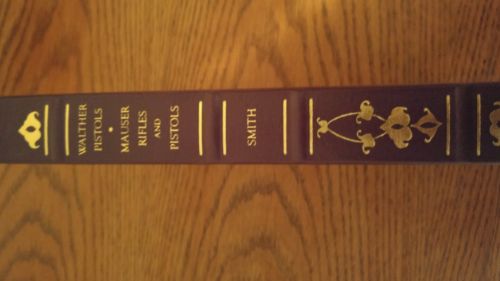 WALTHER
PISTOLS
•
MAUSER
RIFLES
AND
PISTOLS
SMITH